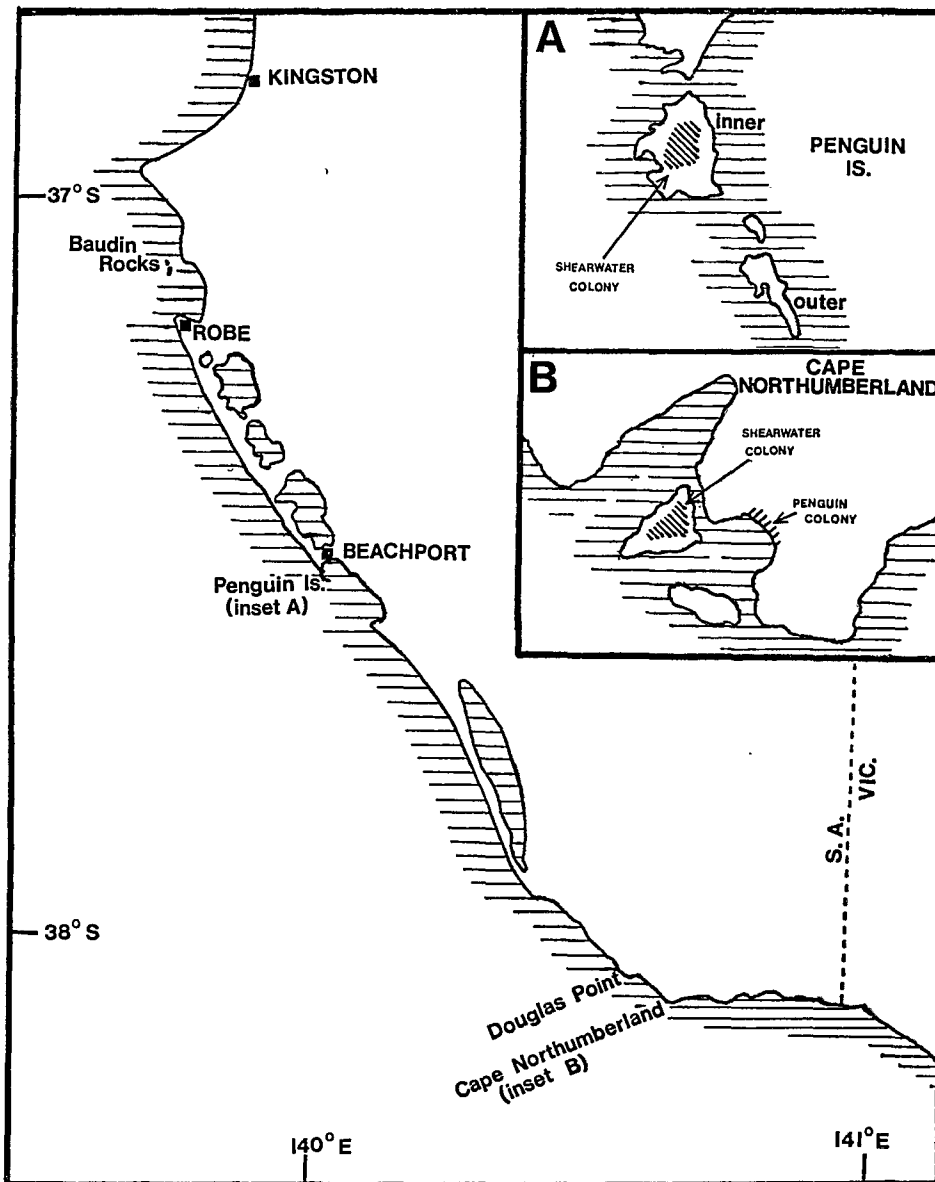 KINGSTON
37° S
Baudin
Rocks
ROBE
BEACHPORT
Penguin Is.
(inset A)
38° S
Douglas Point
Cape Northumberland
(inset B)
S. A.
VIC.
140° E
141° E
A
inner
PENGUIN
IS.
SHEARWATER
COLONY
outer
B
CAPE
NORTHUMBERLAND
SHEARWATER
COLONY
PENGUIN
COLONY